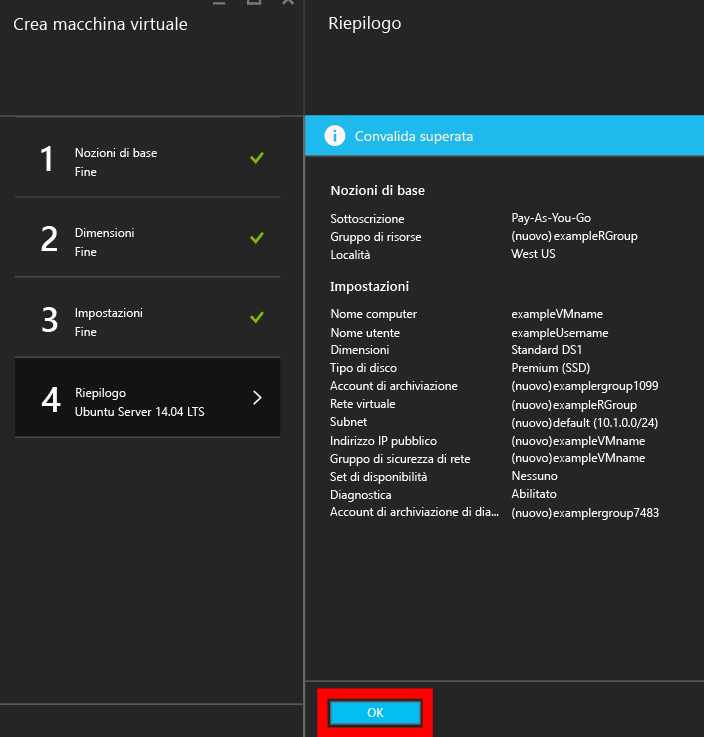 Crea macchina virtuale
1
Nozioni di base
Fine
2
Dimensioni
Fine
3
Impostazioni
Fine
4
Riepilogo
Ubuntu Server 14.04 LTS
Riepilogo
Convalida superata
Nozioni di base
Sottoscrizione Pay-As-You-Go
Gruppo di risorse (nuovo)exampleRGroup
Località West US
Impostazioni
Nome computer exampleVMname
Nome utente exampleUsername
Dimensioni Standard DS1
Tipo di disco Premium (SSD)
Account di archiviazione (nuovo)examplergroup1099
Rete virtuale (nuovo)exampleRGroup
Subnet (nuovo)default (10.1.0.0/24)
Indirizzo IP pubblico (nuovo)exampleVMname
Gruppo di sicurezza di rete (nuovo)exampleVMname
Set di disponibilità Nessuno
Diagnostica Abilitato
Account di archiviazione di dia... (nuovo)examplergroup7483
OK